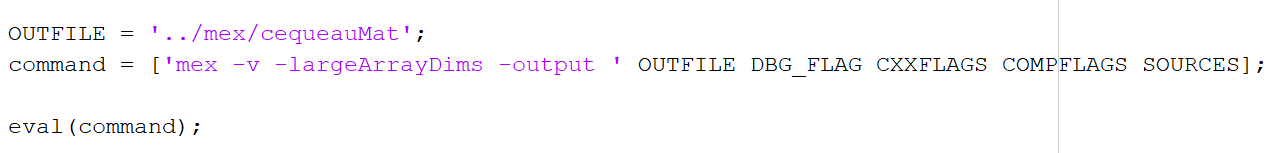 OUTFILE = '../mex/cequeauMat';
command = ['mex -v -largeArrayDims -output ' OUTFILE DBG_FLAG CXXFLAGS COMPFLAGS SOURCES];
eval(command);